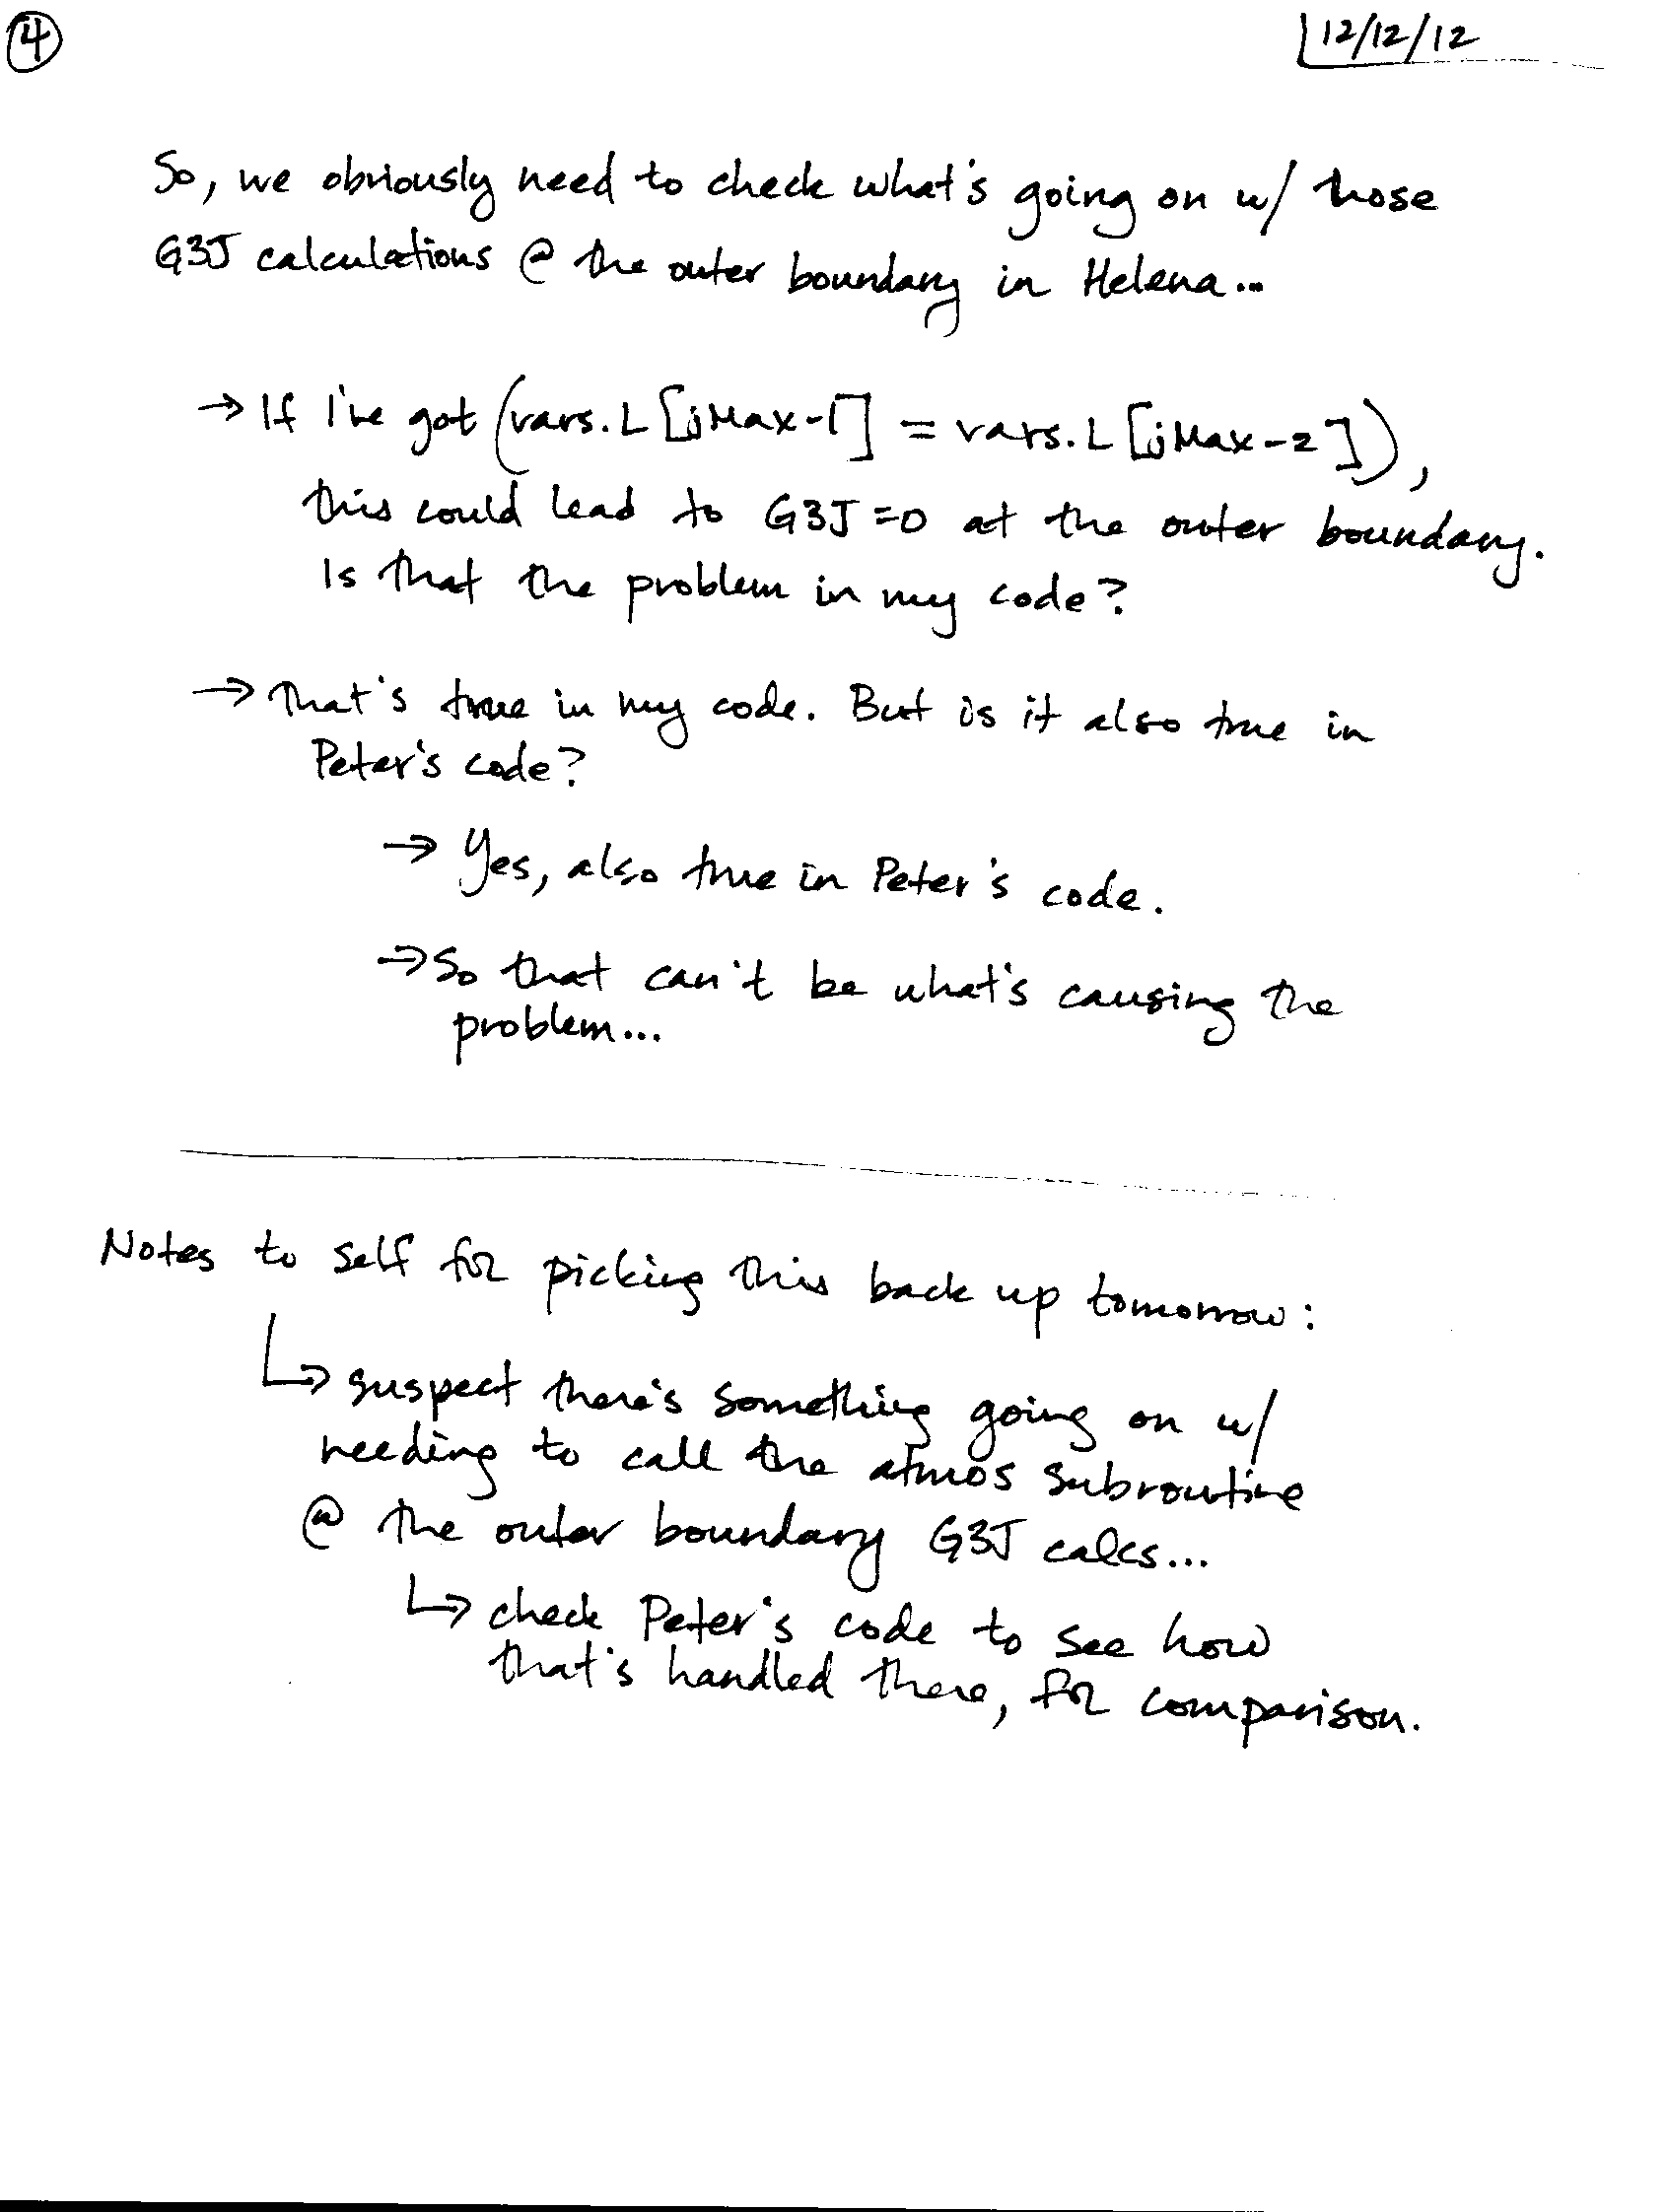 ④ 12/12/12
So, we obviously need to check what's going on w/ those
G3J calculations @ the outer boundary in Helena...
→ If I've got (vars.L[jMax-1] = vars.L[jMax-2]),
this could lead to G3J=0 at the outer boundary.
Is that the problem in my code?
→ That's true in my code. But is it also true in
Peter's code?
→ Yes, also true in Peter's code.
→ So that can't be what's causing the
problem...
Notes to self for picking this back up tomorrow:
↳ suspect there's something going on w/
needing to call the atmos subroutine
@ the outer boundary G3J calcs...
↳ check Peter's code to see how
that's handled there, for comparison.